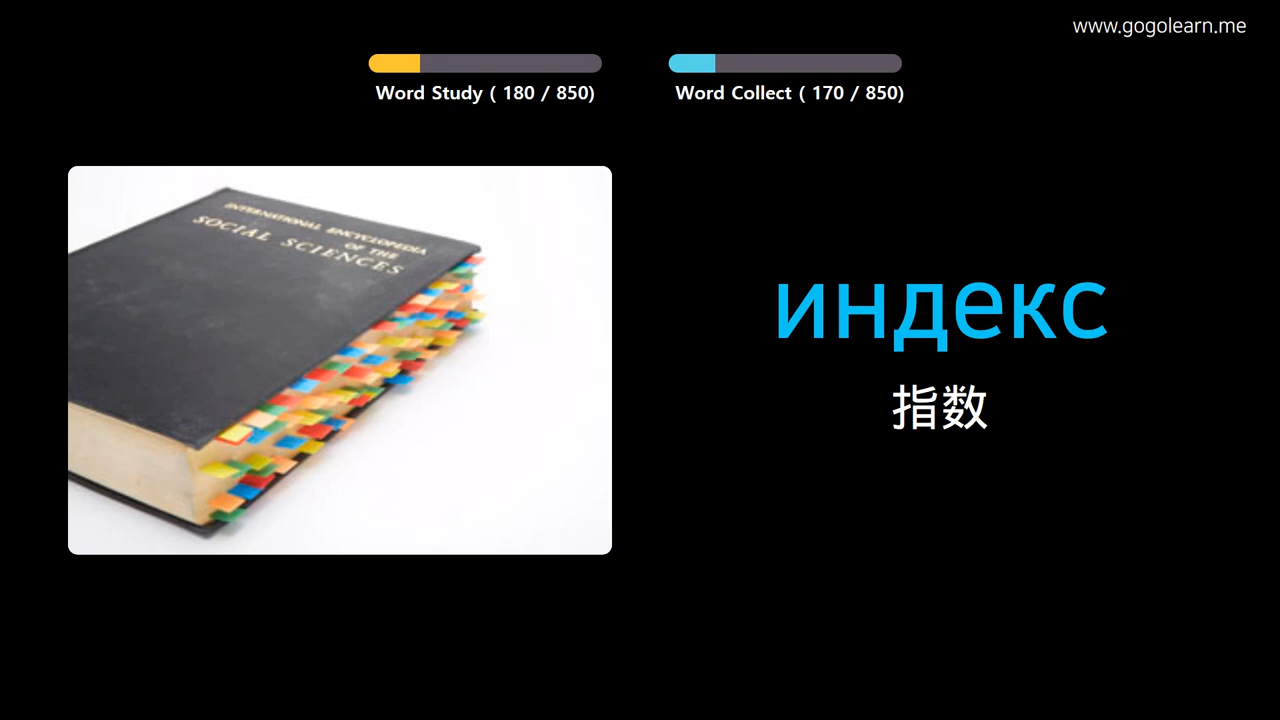 www.gogolearn.me
Word Study ( 180 / 850)
Word Collect ( 170 / 850)
INTERNATIONAL ENCYCLOPEDIA
OF THE
SOCIAL SCIENCES
индекс
指数